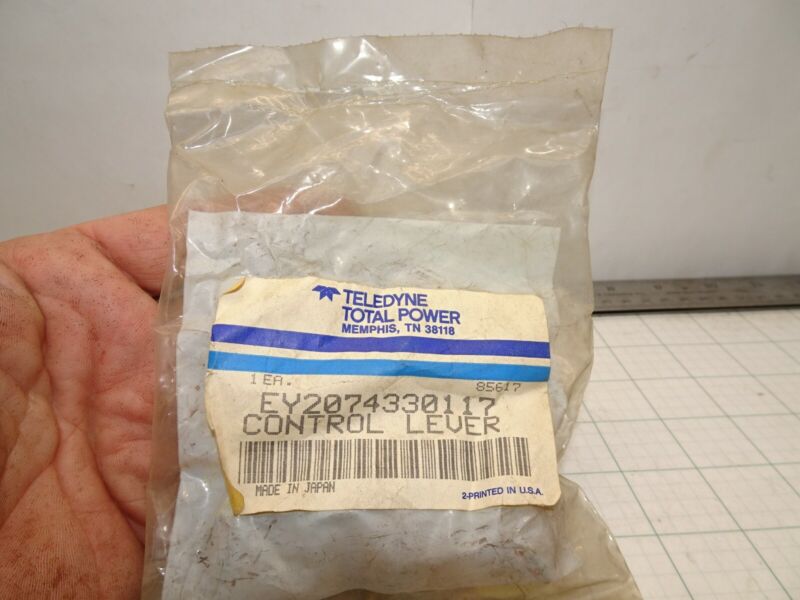 TELEDYNE
TOTAL POWER
MEMPHIS, TN 38118
1 EA. 85617
EY2074330117
CONTROL LEVER
MADE IN JAPAN 2-PRINTED IN U.S.A.